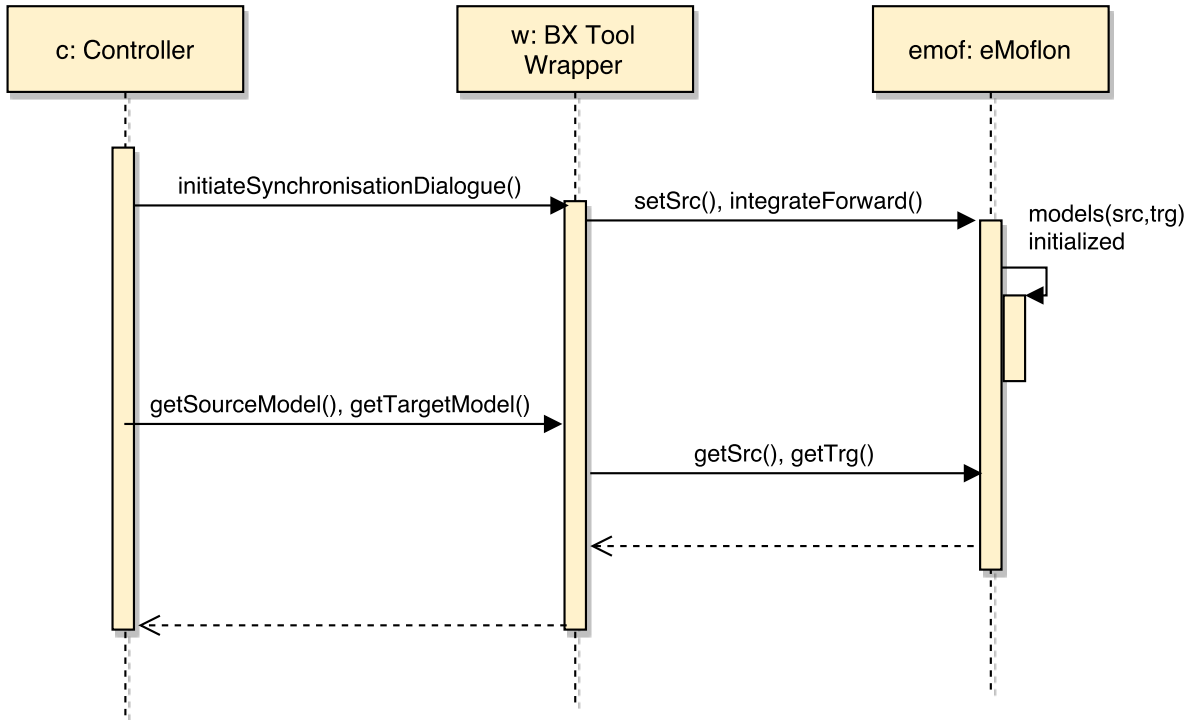 c: Controller
w: BX Tool
Wrapper
emof: eMoflon
initiateSynchronisationDialogue()
setSrc(), integrateForward()
models(src,trg)
initialized
getSourceModel(), getTargetModel()
getSrc(), getTrg()